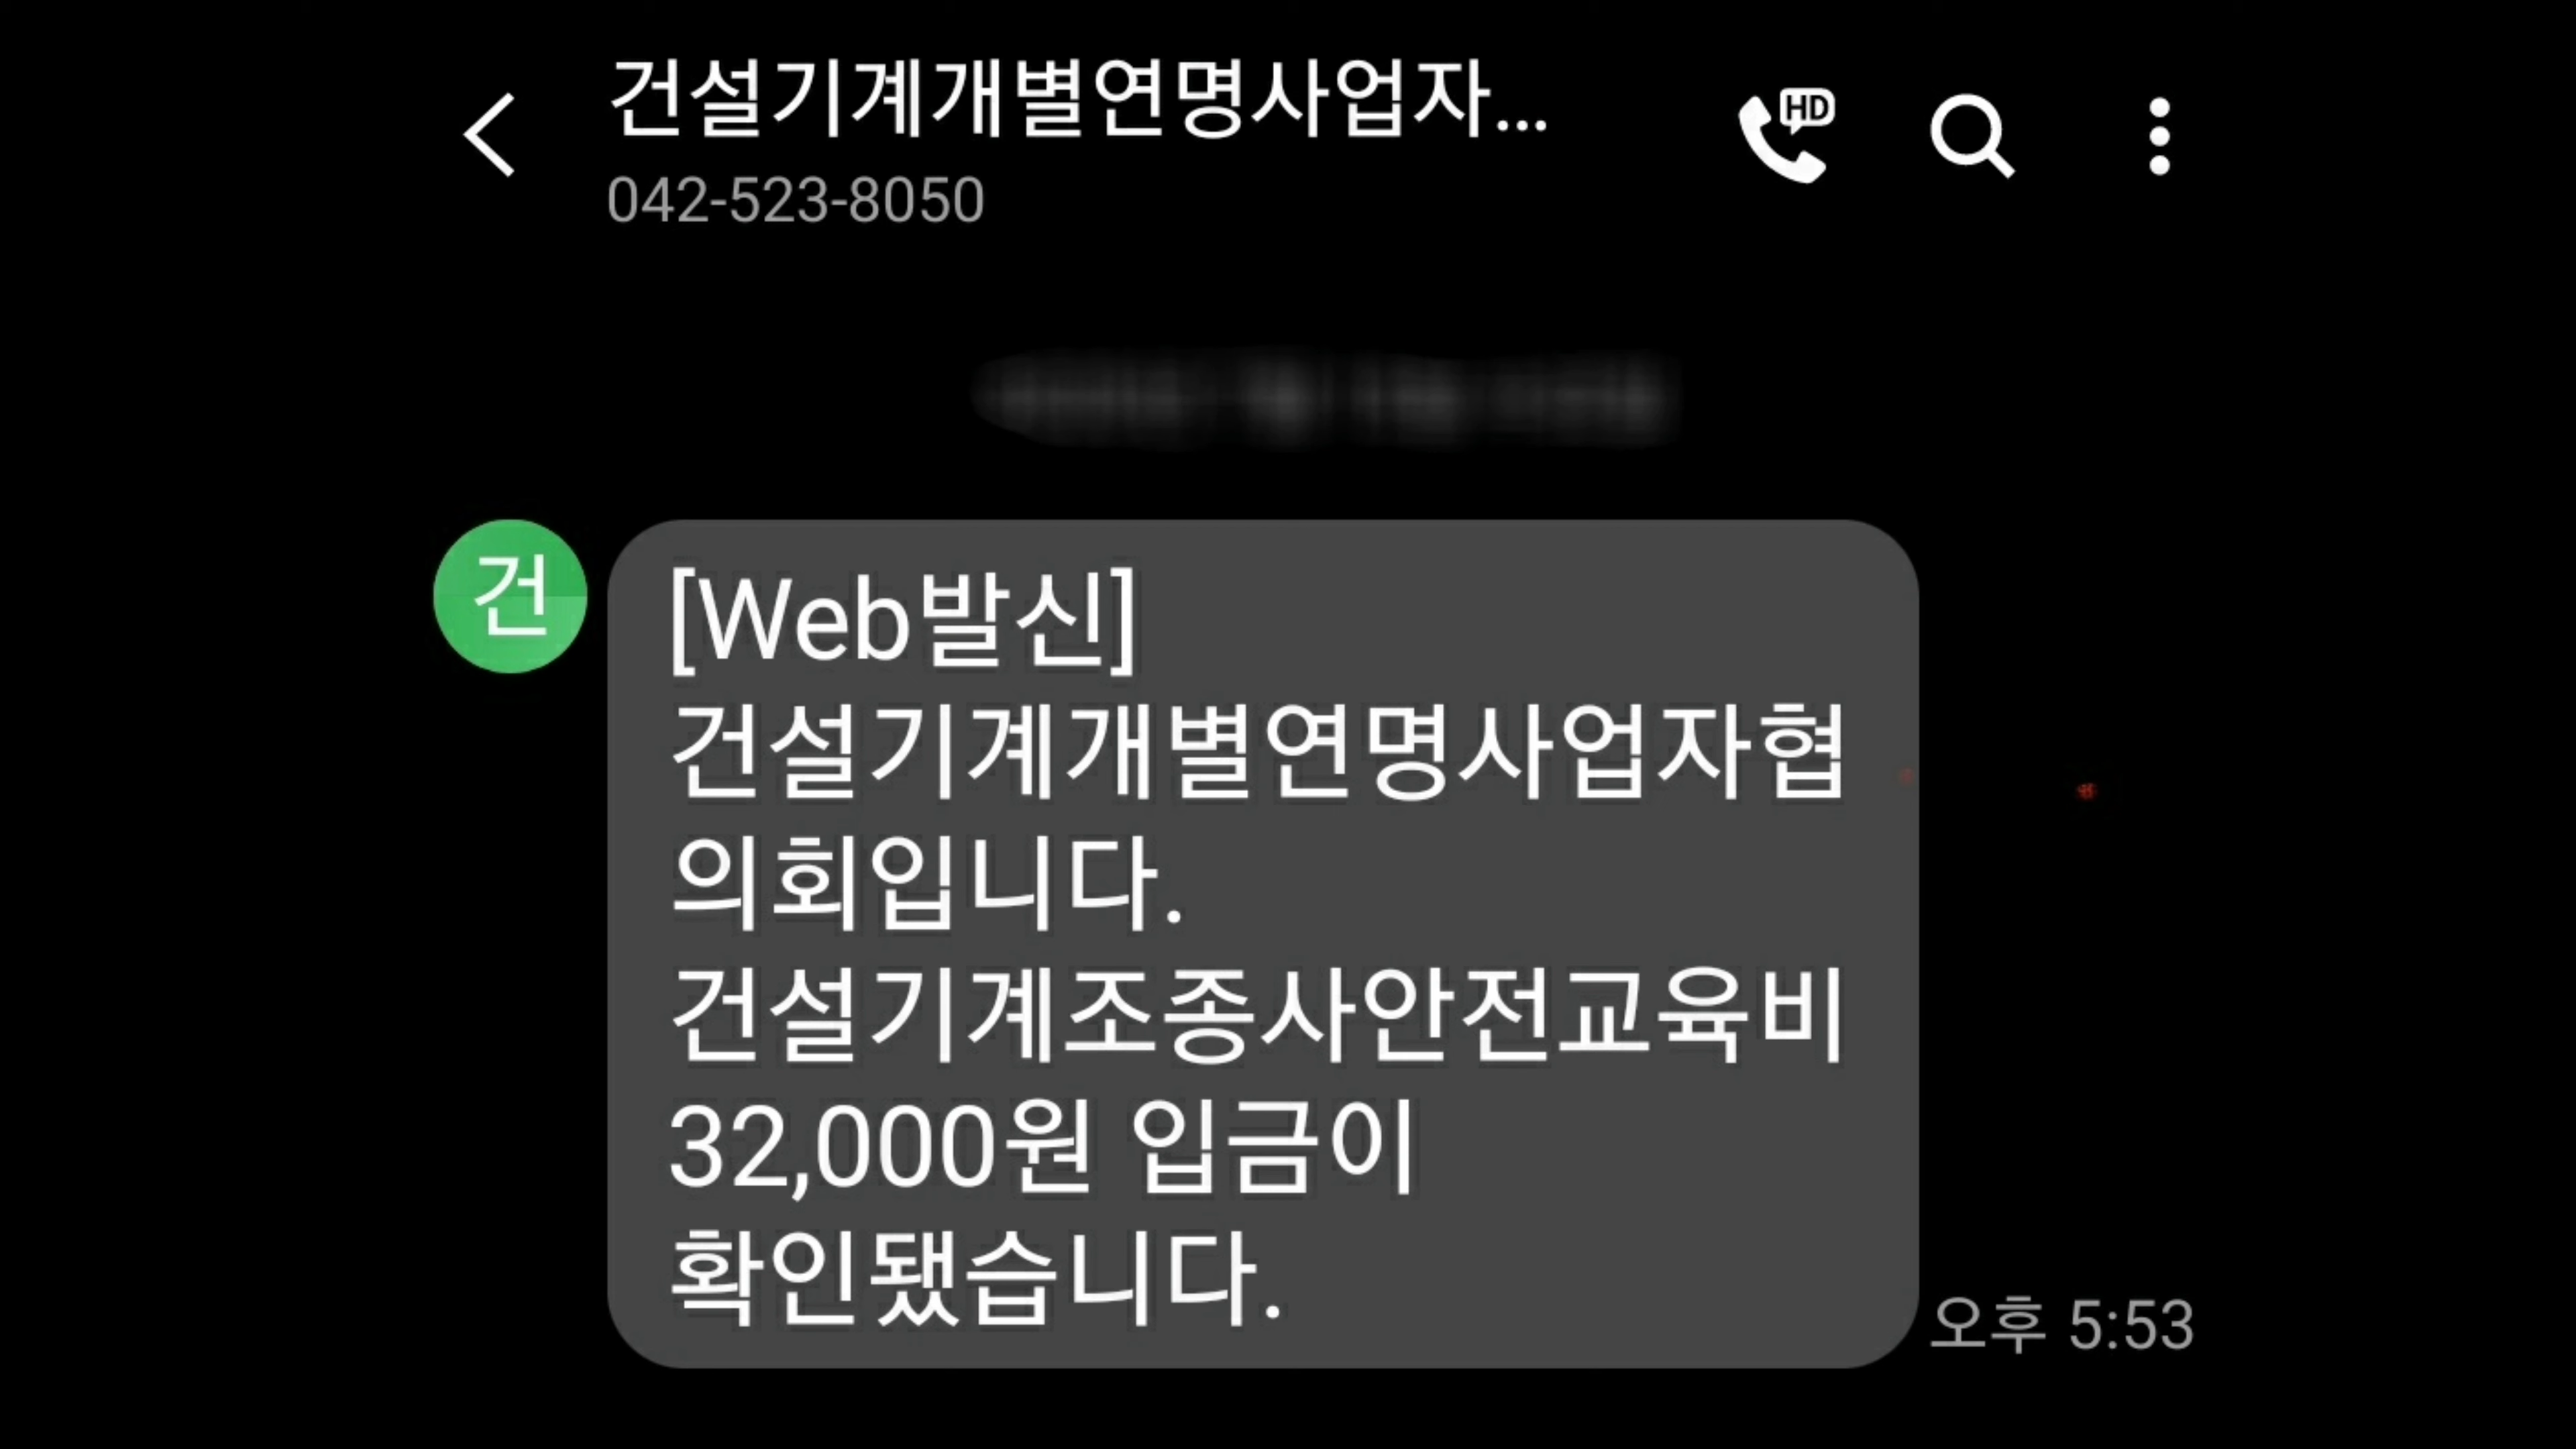 건설기계개별연명사업자...
HD
042-523-8050
건
[Web발신]
건설기계개별연명사업자협
의회입니다.
건설기계조종사안전교육비
32,000원 입금이
확인됐습니다.
오후 5:53